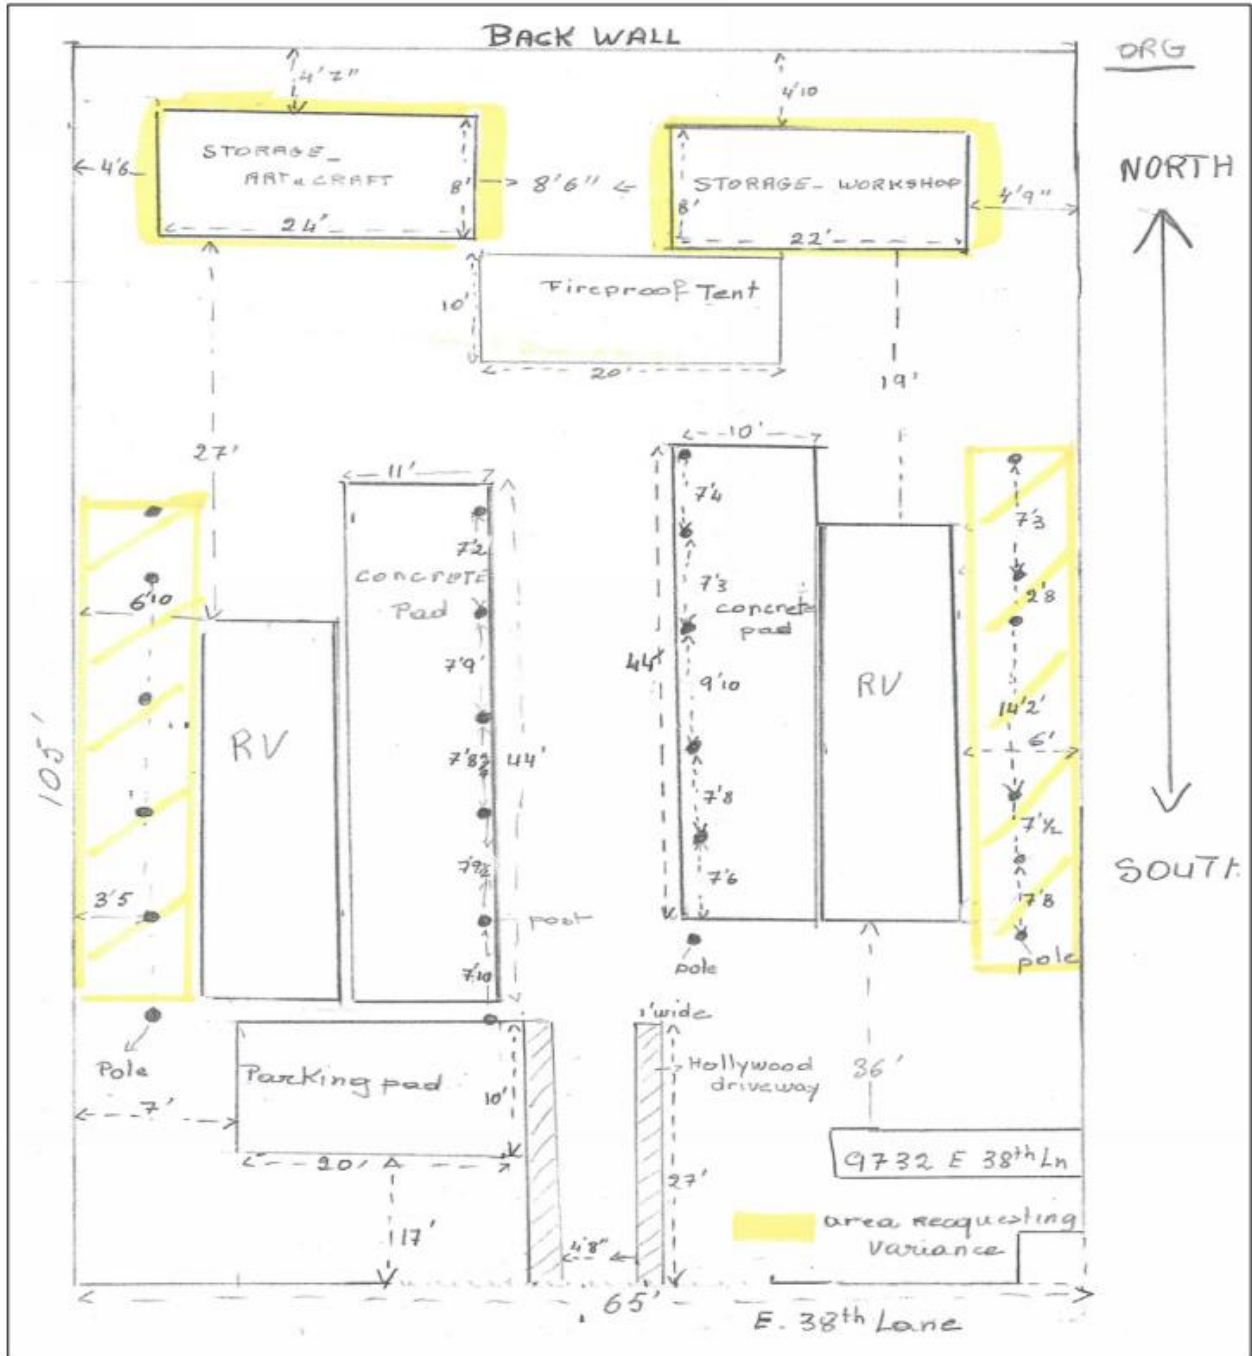 BACK WALL
ORG
4'7"
4'10
STORAGE_
ART & CRAFT
4'6
8'
8'6"
STORAGE_ WORKSHOP
8'
4'9"
NORTH
24'
22'
Fireproof Tent
10'
20'
19'
27'
11'
10'
7'4
7'3
7'2
CONCRETE
Pad
7'3
concrete
pad
2'8
6'10
7'9'
44'
9'10
RV
14'2'
RV
105'
44'
6'
7'8
7'½
7'9½
7'6
SOUTH
3'5
post
7'8
pole
7'10
pole
1' wide
Pole
Parking pad
10'
Hollywood
driveway
36'
7'
20'
27'
9732 E 38th Ln
area Reaquesting
Variance
17'
4'8"
65'
E. 38th Lane